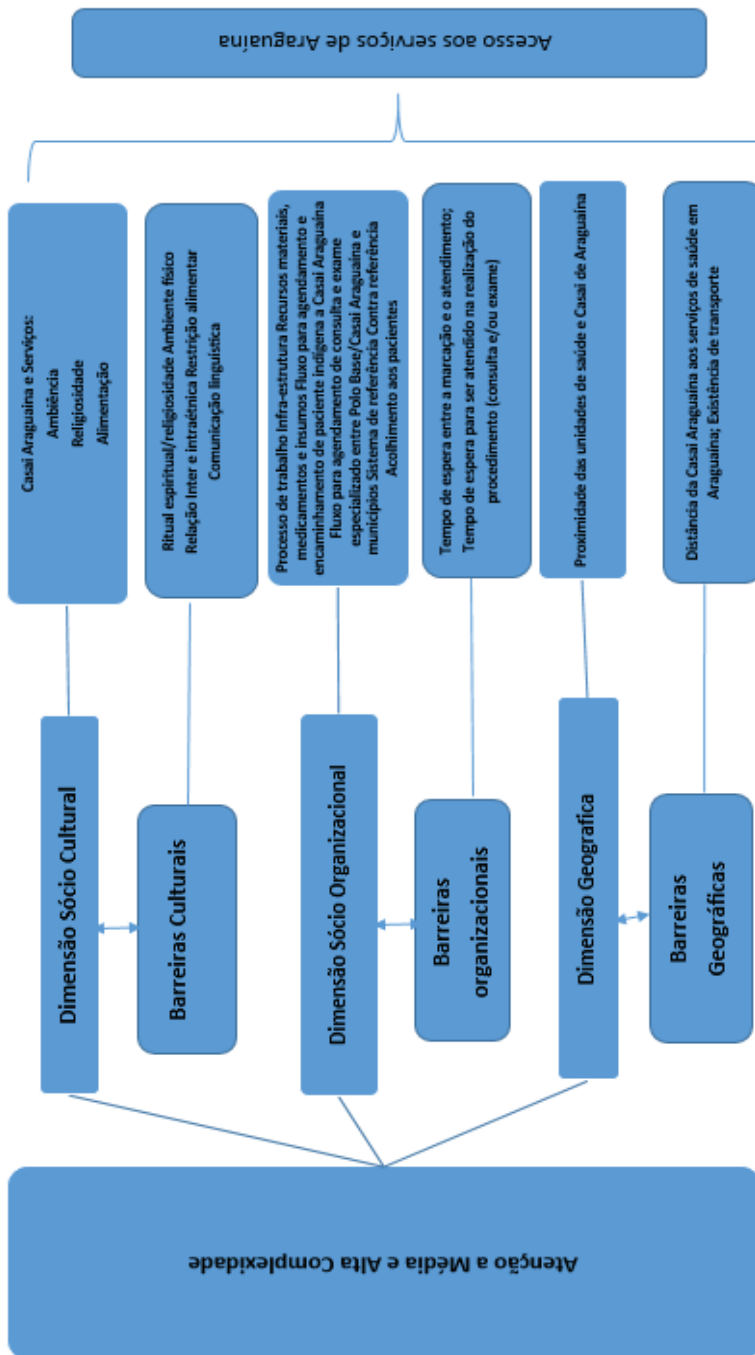 Atenção a Média e Alta Complexidade
Dimensão Sócio Cultural
Barreiras Culturais
Casai Araguaína e Serviços:
Ambiência
Religiosidade
Alimentação
Ritual espiritual/religiosidade Ambiente físico
Relação Inter e intraétnica Restrição alimentar
Comunicação linguística
Dimensão Sócio Organizacional
Barreiras
organizacionais
Processo de trabalho Infra-estrutura Recursos materiais,
medicamentos e insumos Fluxo para agendamento e
encaminhamento de paciente indígena a Casai Araguaína
Fluxo para agendamento de consulta e exame
especializado entre Polo Base/Casai Araguaína e
municípios Sistema de referência Contra referência
Acolhimento aos pacientes
Tempo de espera entre a marcação e o atendimento;
Tempo de espera para ser atendido na realização do
procedimento (consulta e/ou exame)
Dimensão Geografica
Barreiras
Geográficas
Proximidade das unidades de saúde e Casai de Araguaína
Distância da Casai Araguaína aos serviços de saúde em
Araguaína; Existência de transporte
Acesso aos serviços de Araguaína